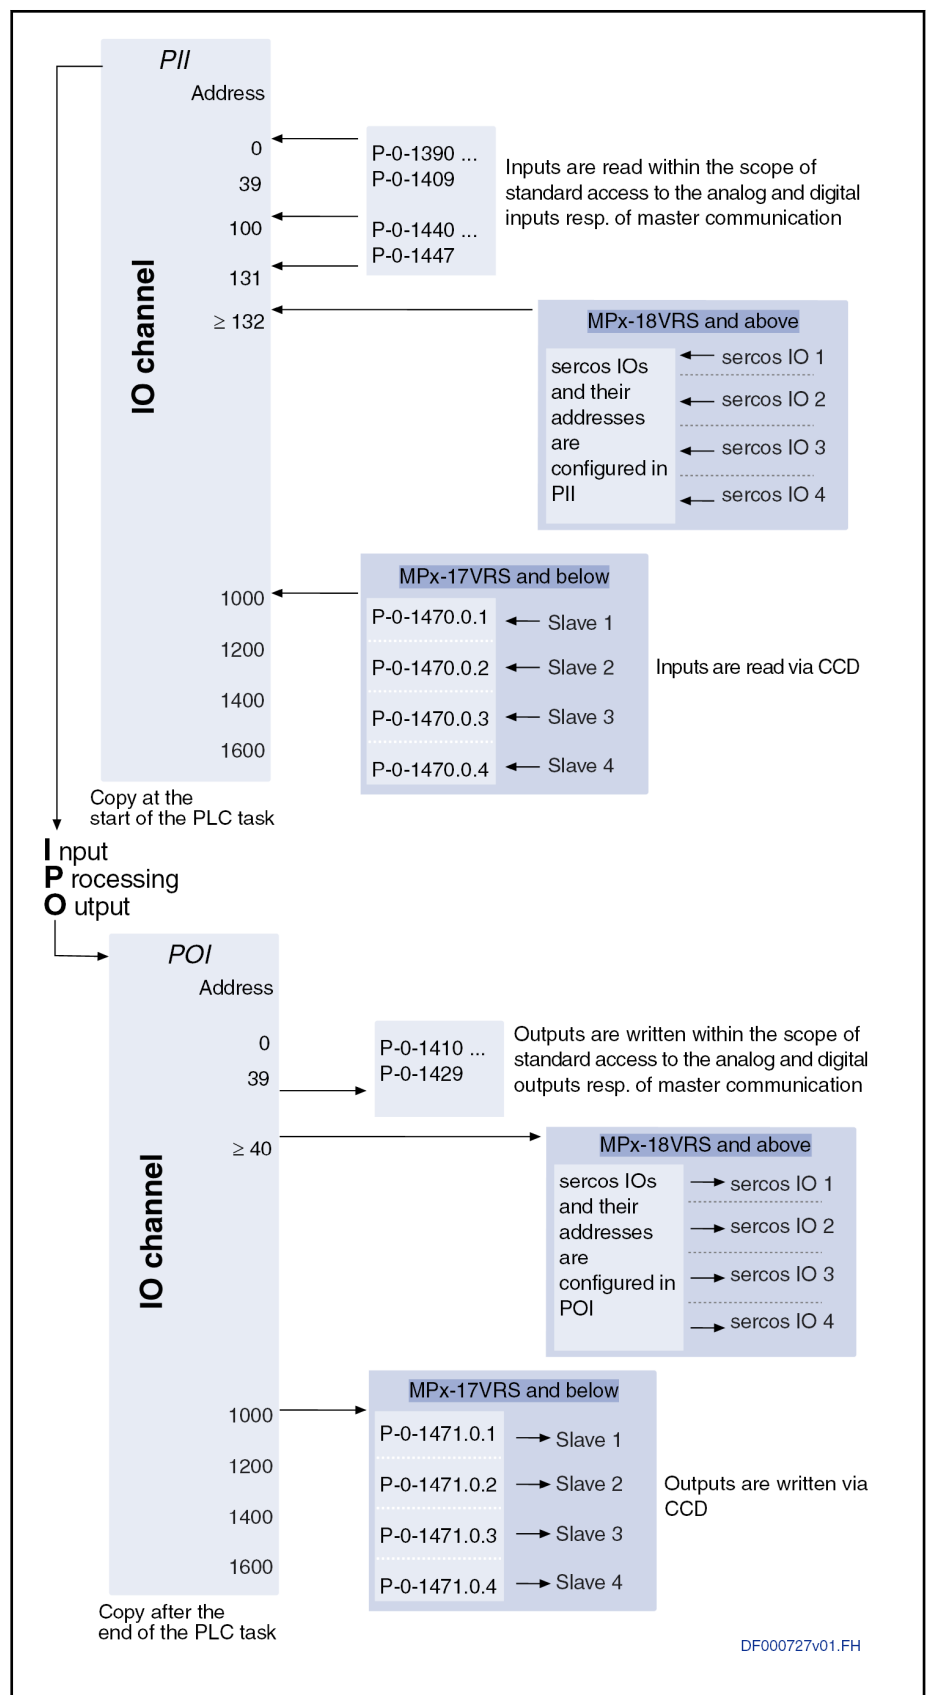 PII
Address
0
39
100
131
≥ 132
IO channel
P-0-1390 ...
P-0-1409
P-0-1440 ...
P-0-1447
Inputs are read within the scope of
standard access to the analog and digital
inputs resp. of master communication
MPx-18VRS and above
sercos IOs
and their
addresses
are
configured in
PII
sercos IO 1
sercos IO 2
sercos IO 3
sercos IO 4
1000
1200
1400
1600
MPx-17VRS and below
P-0-1470.0.1
Slave 1
P-0-1470.0.2
Slave 2
P-0-1470.0.3
Slave 3
P-0-1470.0.4
Slave 4
Inputs are read via CCD
Copy at the
start of the PLC task
I nput
P rocessing
O utput
POI
Address
0
39
≥ 40
IO channel
P-0-1410 ...
P-0-1429
Outputs are written within the scope of
standard access to the analog and digital
outputs resp. of master communication
MPx-18VRS and above
sercos IOs
and their
addresses
are
configured in
POI
sercos IO 1
sercos IO 2
sercos IO 3
sercos IO 4
1000
1200
1400
1600
MPx-17VRS and below
P-0-1471.0.1
Slave 1
P-0-1471.0.2
Slave 2
P-0-1471.0.3
Slave 3
P-0-1471.0.4
Slave 4
Outputs are written via
CCD
Copy after the
end of the PLC task
DF000727v01.FH